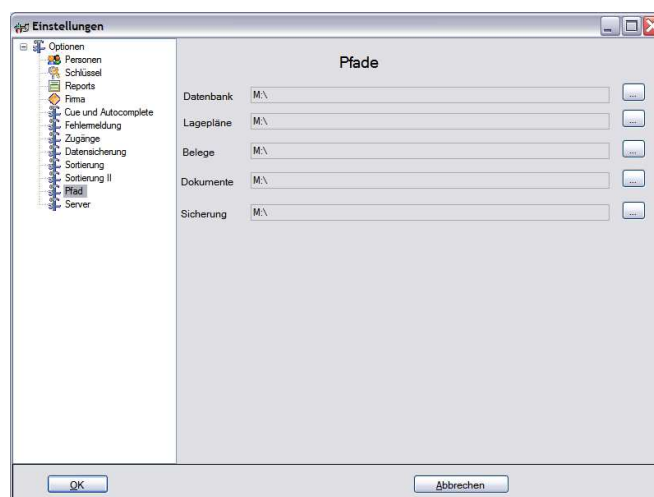 Einstellungen
Optionen
Personen
Schlüssel
Reports
Firma
Cue und Autocomplete
Fehlermeldung
Zugänge
Datensicherung
Sortierung
Sortierung II
Pfad
Server
Pfade
Datenbank M:\ ...
Lagepläne M:\ ...
Belege M:\ ...
Dokumente M:\ ...
Sicherung M:\ ...
OK Abbrechen